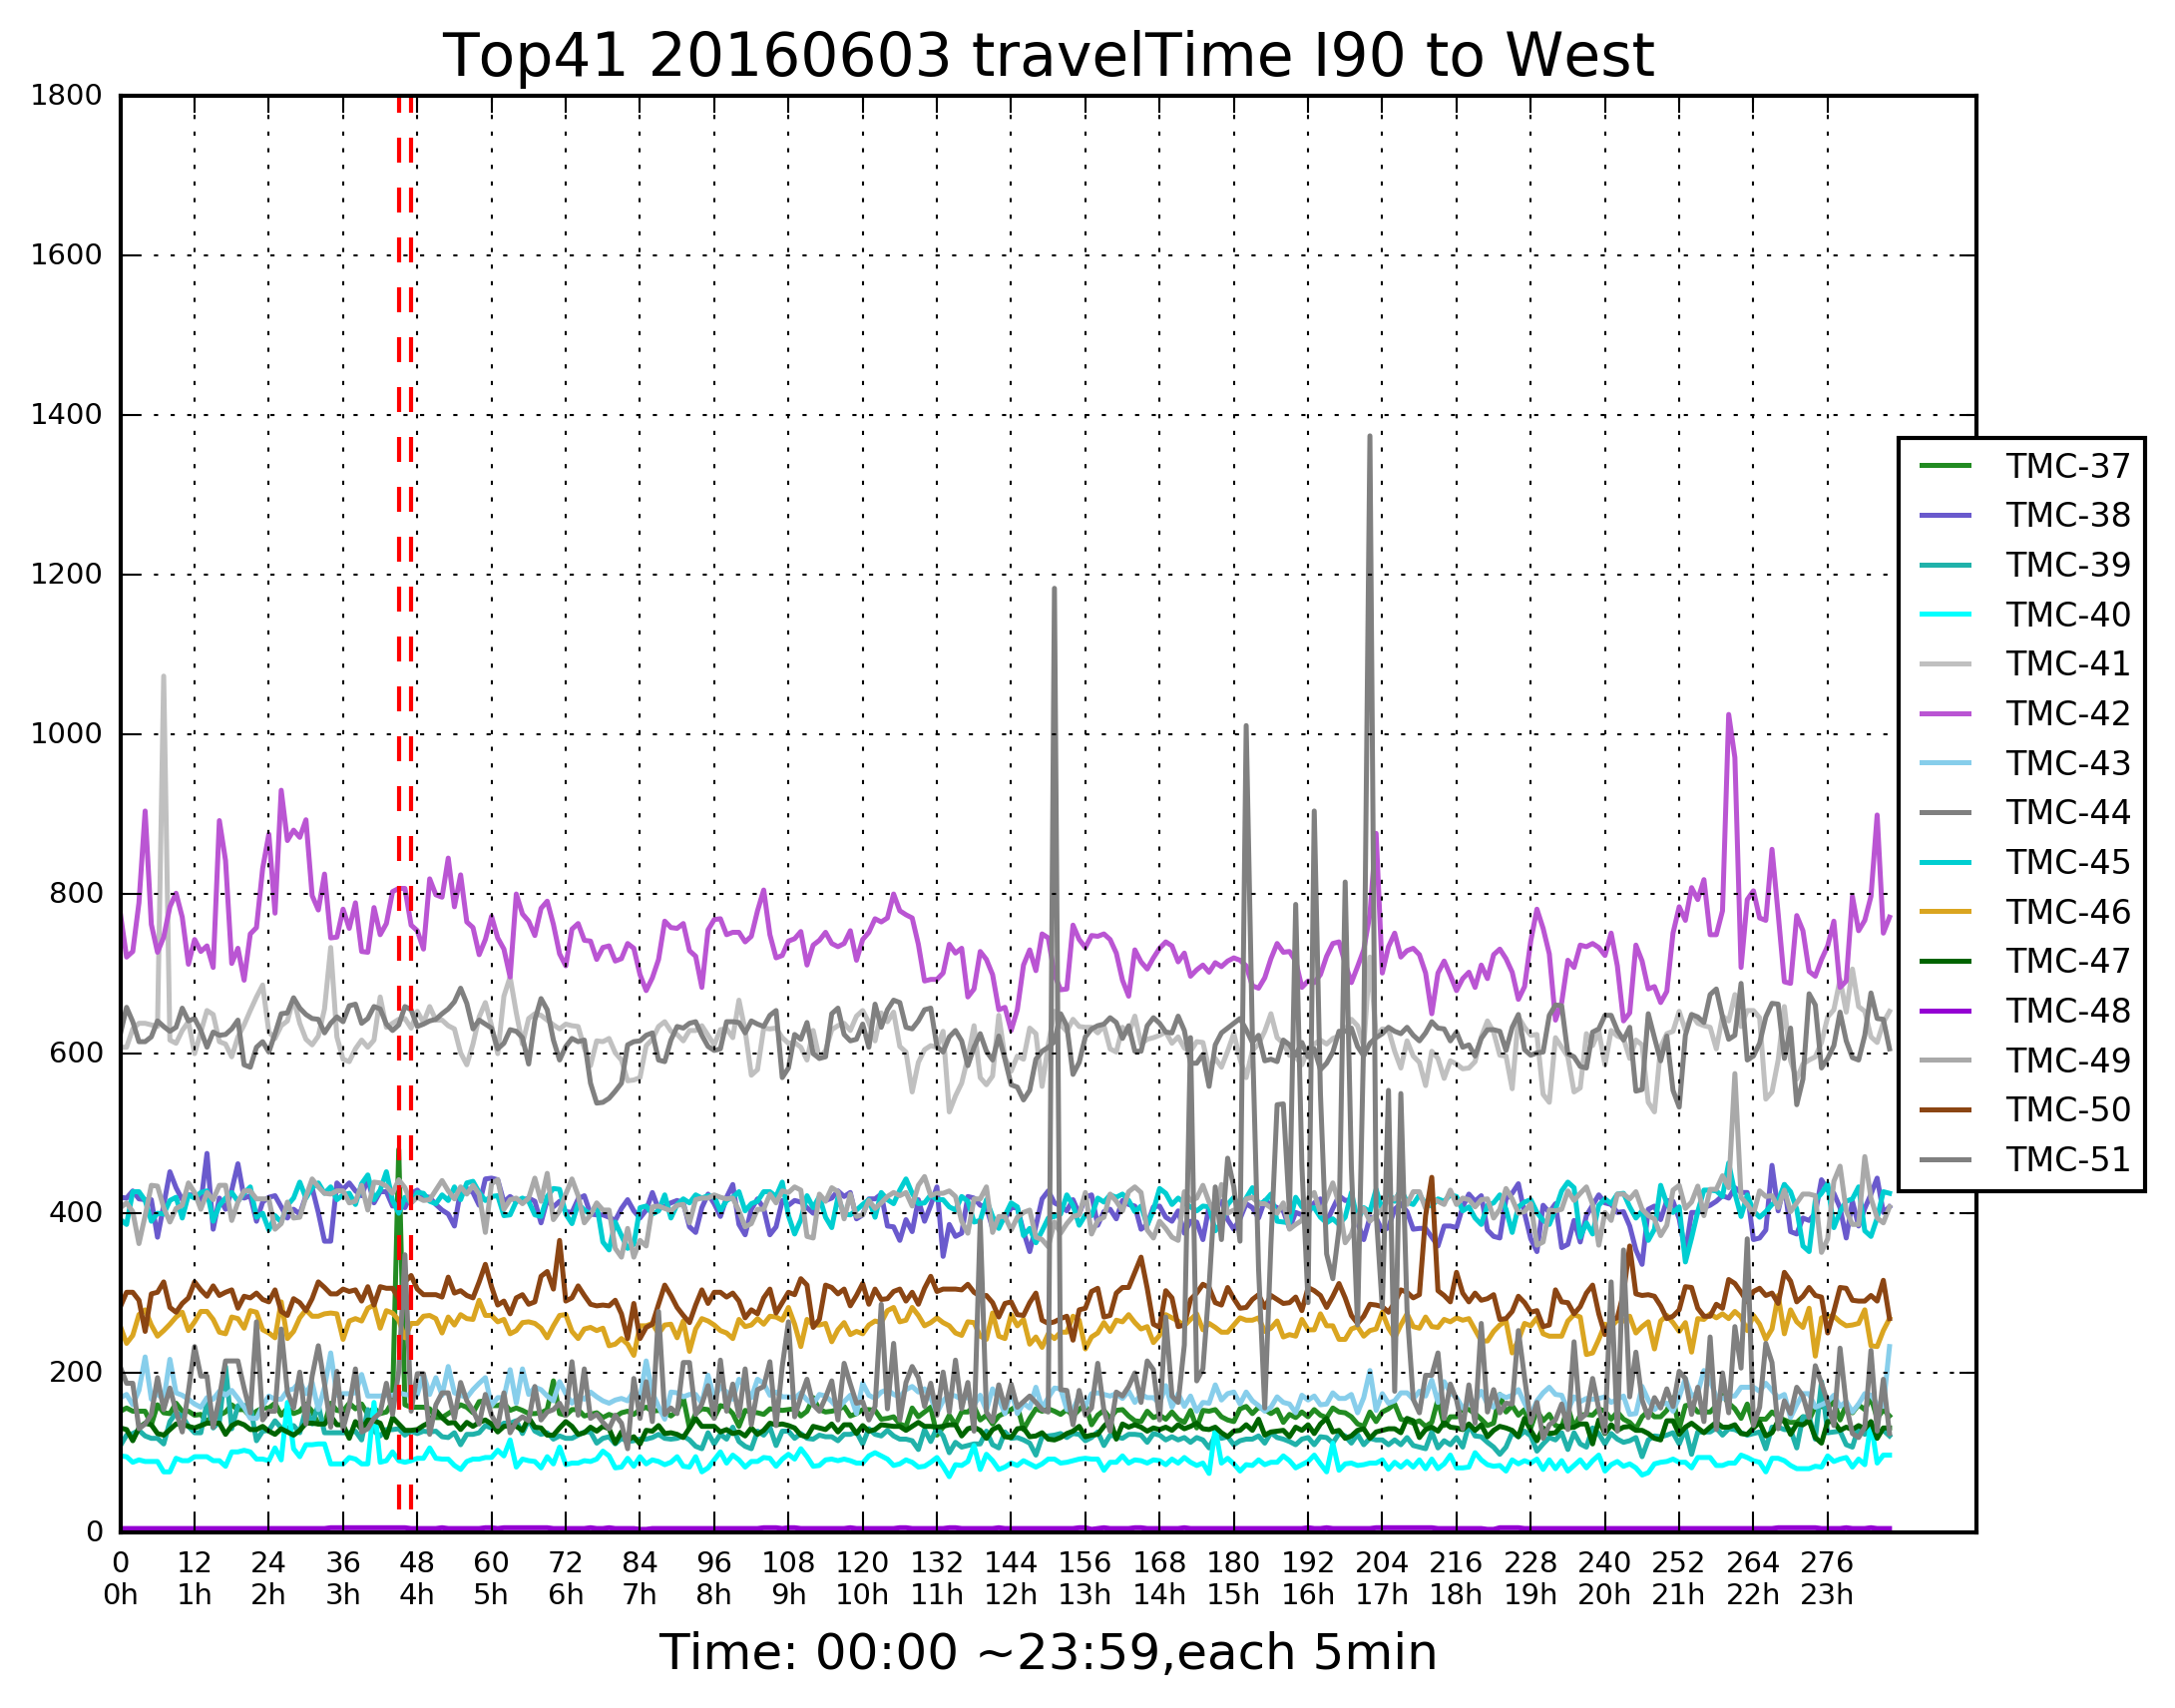 Top41 20160603 travelTime I90 to West
1800
1600
1400
1200
1000
800
600
400
200
0
0 12 24 36 48 60 72 84 96 108 120 132 144 156 168 180 192 204 216 228 240 252 264 276
0h 1h 2h 3h 4h 5h 6h 7h 8h 9h 10h 11h 12h 13h 14h 15h 16h 17h 18h 19h 20h 21h 22h 23h
Time: 00:00 ~23:59,each 5min
TMC-37
TMC-38
TMC-39
TMC-40
TMC-41
TMC-42
TMC-43
TMC-44
TMC-45
TMC-46
TMC-47
TMC-48
TMC-49
TMC-50
TMC-51